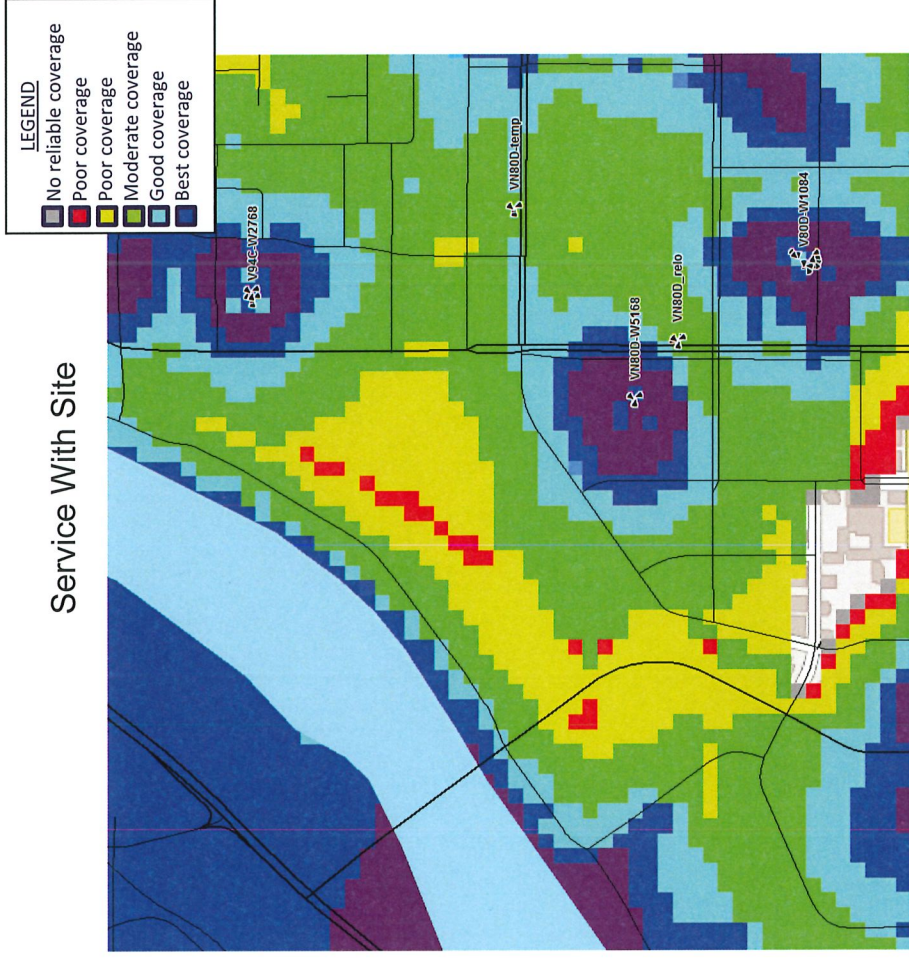 Service With Site
LEGEND
No reliable coverage
Poor coverage
Poor coverage
Moderate coverage
Good coverage
Best coverage
V94C-W2768
VN80D-temp
VN80D-W5168
VN80D_relo
V80D-W1084